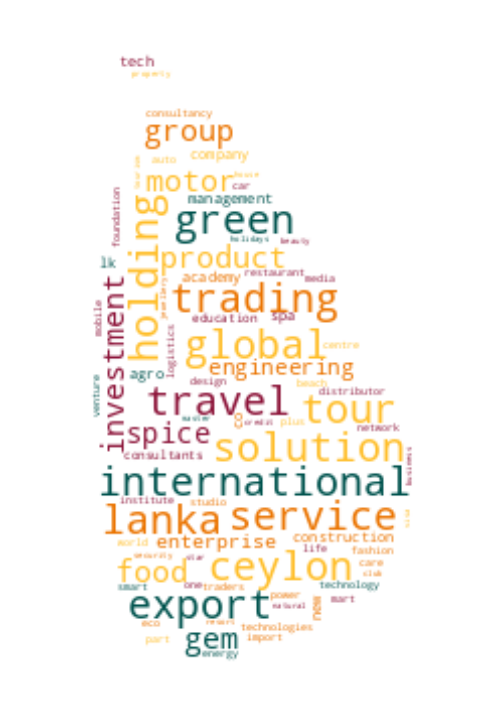 tech
property
consultancy
group
auto
company
motor
house
car
foundation
management
green
holidays
beauty
lk
holding
product
academy
restaurant
media
jewellery
trading
investment
mobile
education
spa
logistics
global
centre
engineering
agro
design
beach
venture
travel
distributor
tour
master
credit
plus
network
spice
solution
consultants
business
international
institute
studio
lanka
service
world
enterprise
construction
life
fashion
security
star
food
ceylon
care
club
smart
one
traders
technology
export
power
natural
new
mart
eco
resort
technologies
part
gem
import
energy